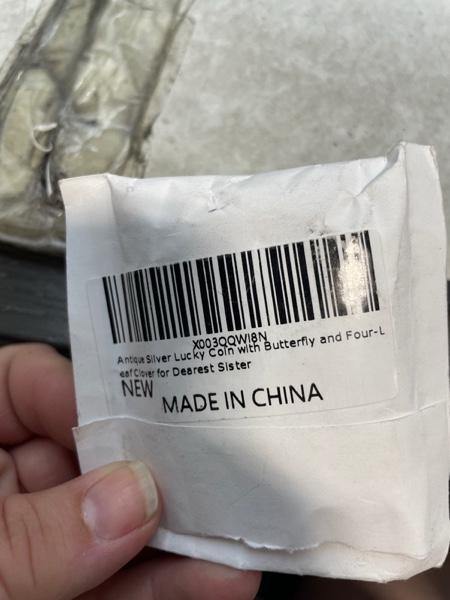 X003QQWI8N
Antique Silver Lucky Coin with Butterfly and Four-L
eaf Clover for Dearest Sister
NEW
MADE IN CHINA